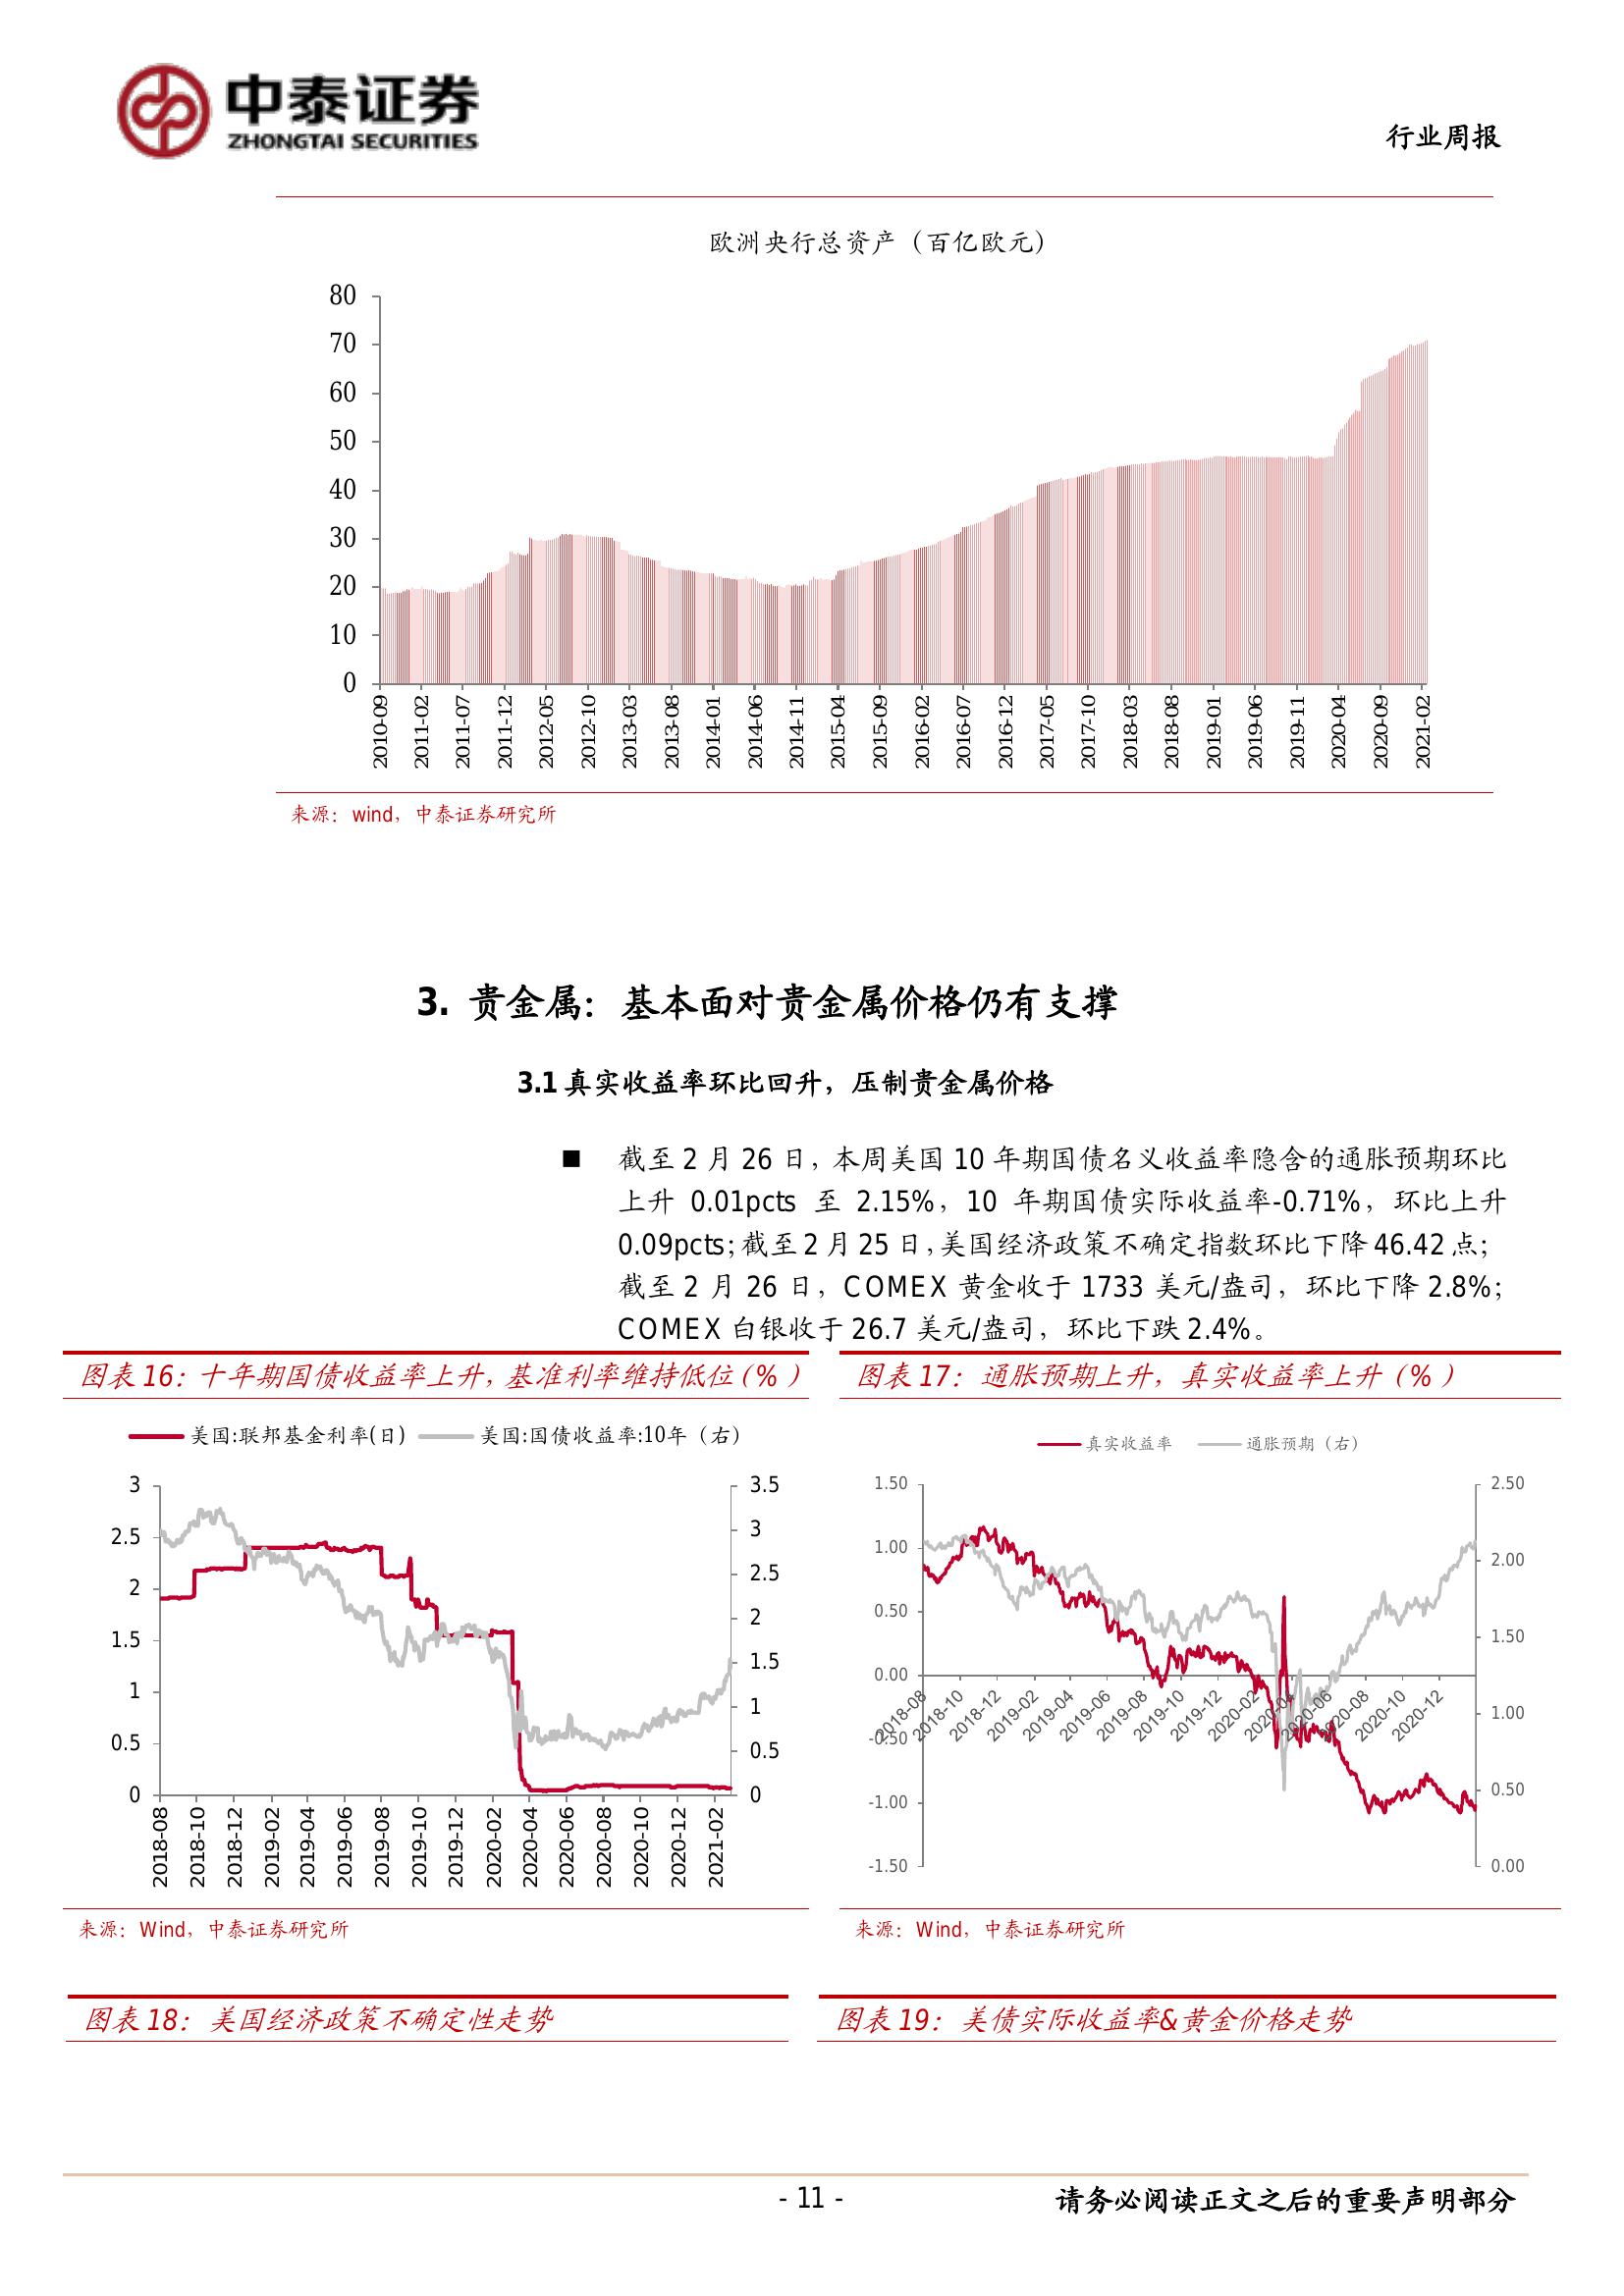 中泰证券
ZHONGTAI SECURITIES
行业周报
欧洲央行总资产（百亿欧元）
80
70
60
50
40
30
20
10
0
2010-09 2011-02 2011-07 2011-12 2012-05 2012-10 2013-03 2013-08 2014-01 2014-06 2014-11 2015-04 2015-09 2016-02 2016-07 2016-12 2017-05 2017-10 2018-03 2018-08 2019-01 2019-06 2019-11 2020-04 2020-09 2021-02
来源：wind，中泰证券研究所
3. 贵金属：基本面对贵金属价格仍有支撑
3.1 真实收益率环比回升，压制贵金属价格
■ 截至 2 月 26 日，本周美国 10 年期国债名义收益率隐含的通胀预期环比
上升 0.01pcts 至 2.15%，10 年期国债实际收益率-0.71%，环比上升
0.09pcts；截至 2 月 25 日，美国经济政策不确定指数环比下降 46.42 点；
截至 2 月 26 日，COMEX 黄金收于 1733 美元/盎司，环比下降 2.8%；
COMEX 白银收于 26.7 美元/盎司，环比下跌 2.4%。
图表 16：十年期国债收益率上升，基准利率维持低位（%）
美国:联邦基金利率(日) 美国:国债收益率:10年（右）
3
2.5
2
1.5
1
0.5
0
3.5
3
2.5
2
1.5
1
0.5
0
2018-08 2018-10 2018-12 2019-02 2019-04 2019-06 2019-08 2019-10 2019-12 2020-02 2020-04 2020-06 2020-08 2020-10 2020-12 2021-02
来源：Wind，中泰证券研究所
图表 17：通胀预期上升，真实收益率上升（%）
真实收益率 通胀预期（右）
1.50
1.00
0.50
0.00
-0.50
-1.00
-1.50
2.50
2.00
1.50
1.00
0.50
0.00
2018-08 2018-10 2018-12 2019-02 2019-04 2019-06 2019-08 2019-10 2019-12 2020-02 2020-04 2020-06 2020-08 2020-10 2020-12
来源：Wind，中泰证券研究所
图表 18：美国经济政策不确定性走势
图表 19：美债实际收益率&黄金价格走势
- 11 -
请务必阅读正文之后的重要声明部分